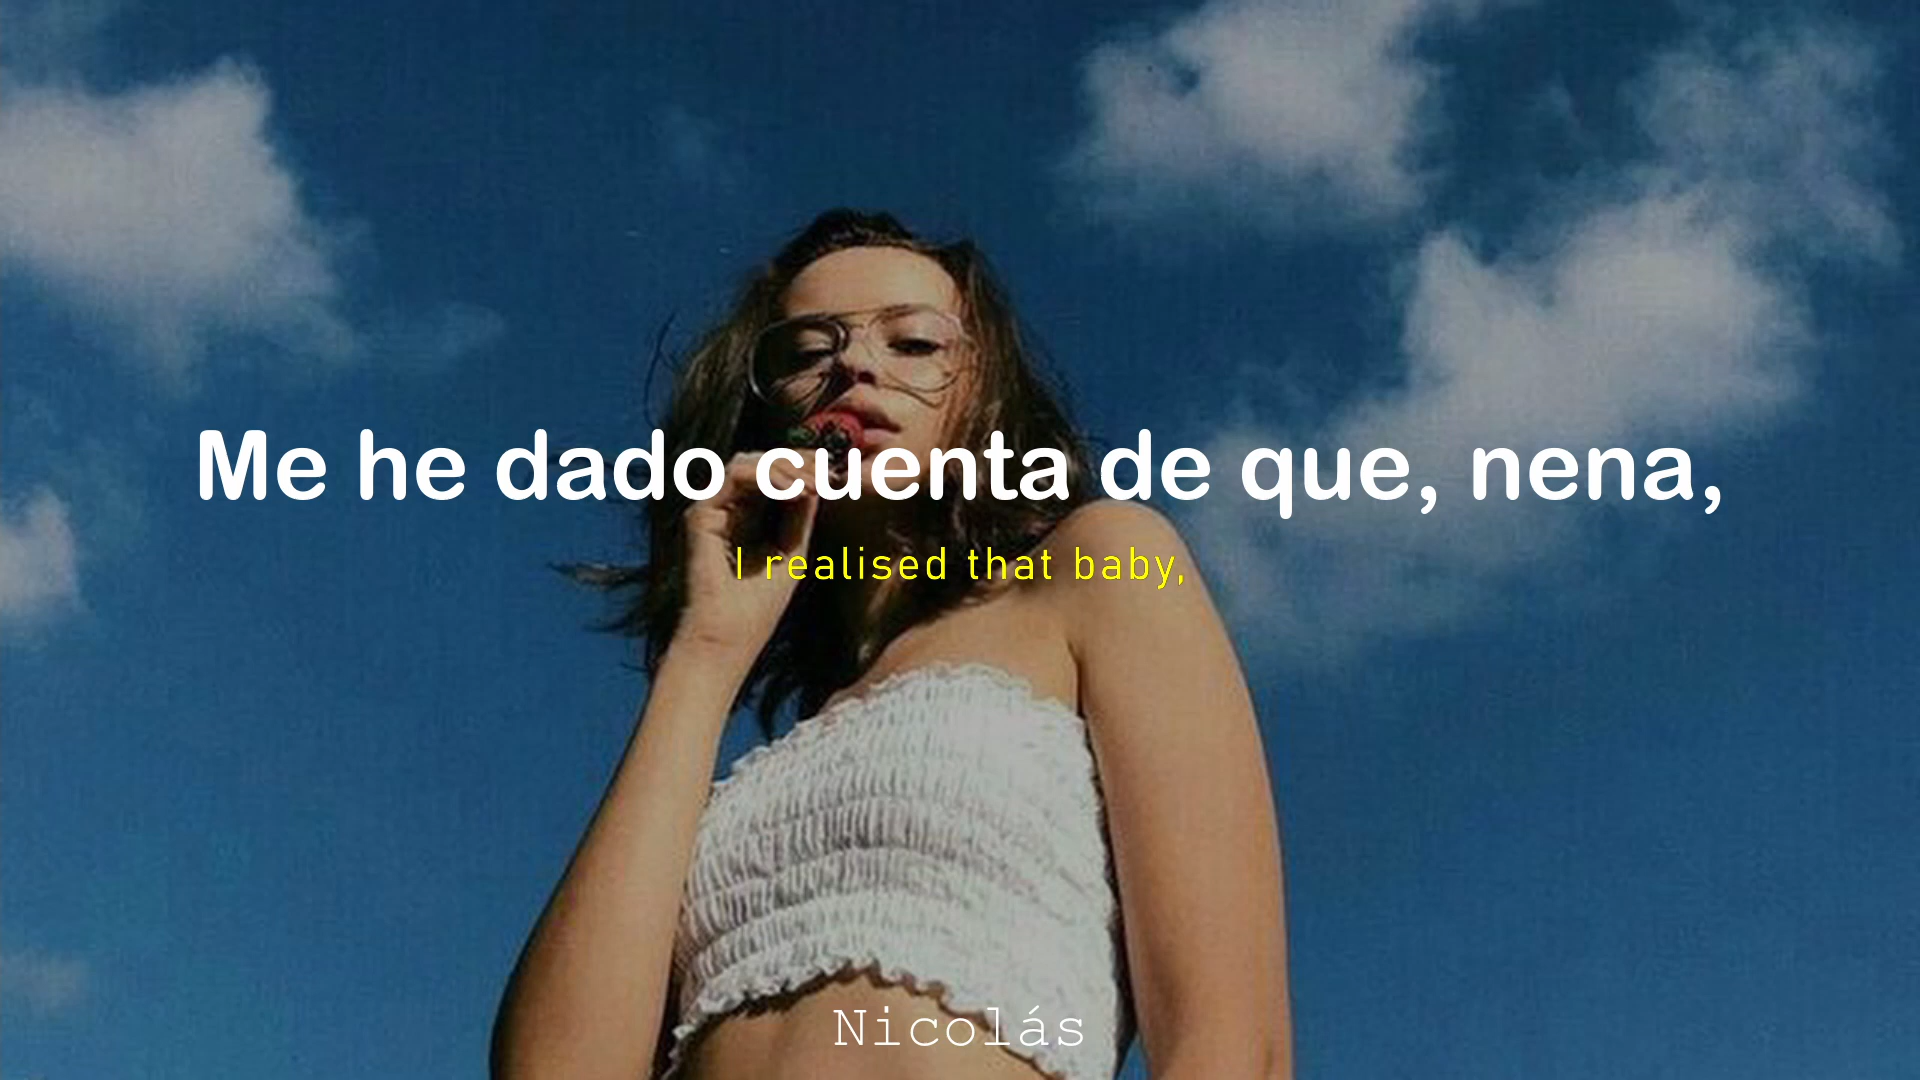 Me he dado cuenta de que, nena,
I realised that baby,
Nicolás